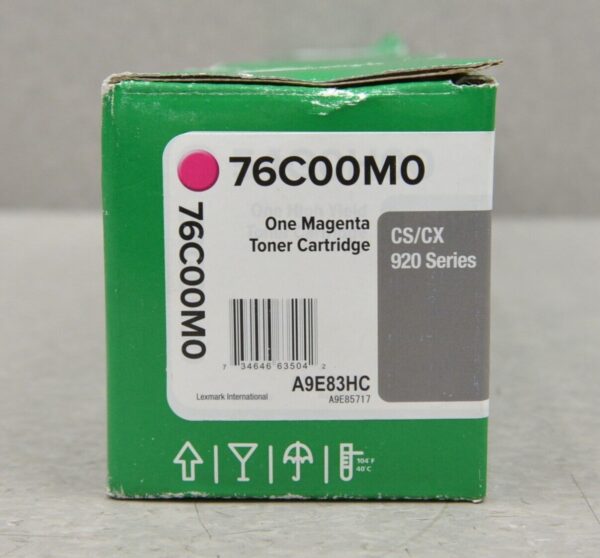 76C00M0
76C00M0
One Magenta
Toner Cartridge
CS/CX
920 Series
7 34646 63504 2
A9E83HC
Lexmark International
A9E85717
104°F
40°C